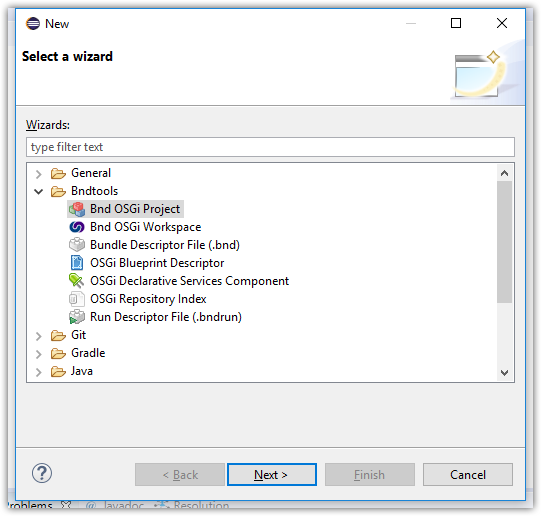 New
Select a wizard
Wizards:
type filter text
General
Bndtools
Bnd OSGi Project
Bnd OSGi Workspace
Bundle Descriptor File (.bnd)
OSGi Blueprint Descriptor
OSGi Declarative Services Component
OSGi Repository Index
Run Descriptor File (.bndrun)
Git
Gradle
Java
? < Back Next > Finish Cancel
Problems @ Javadoc Resolution